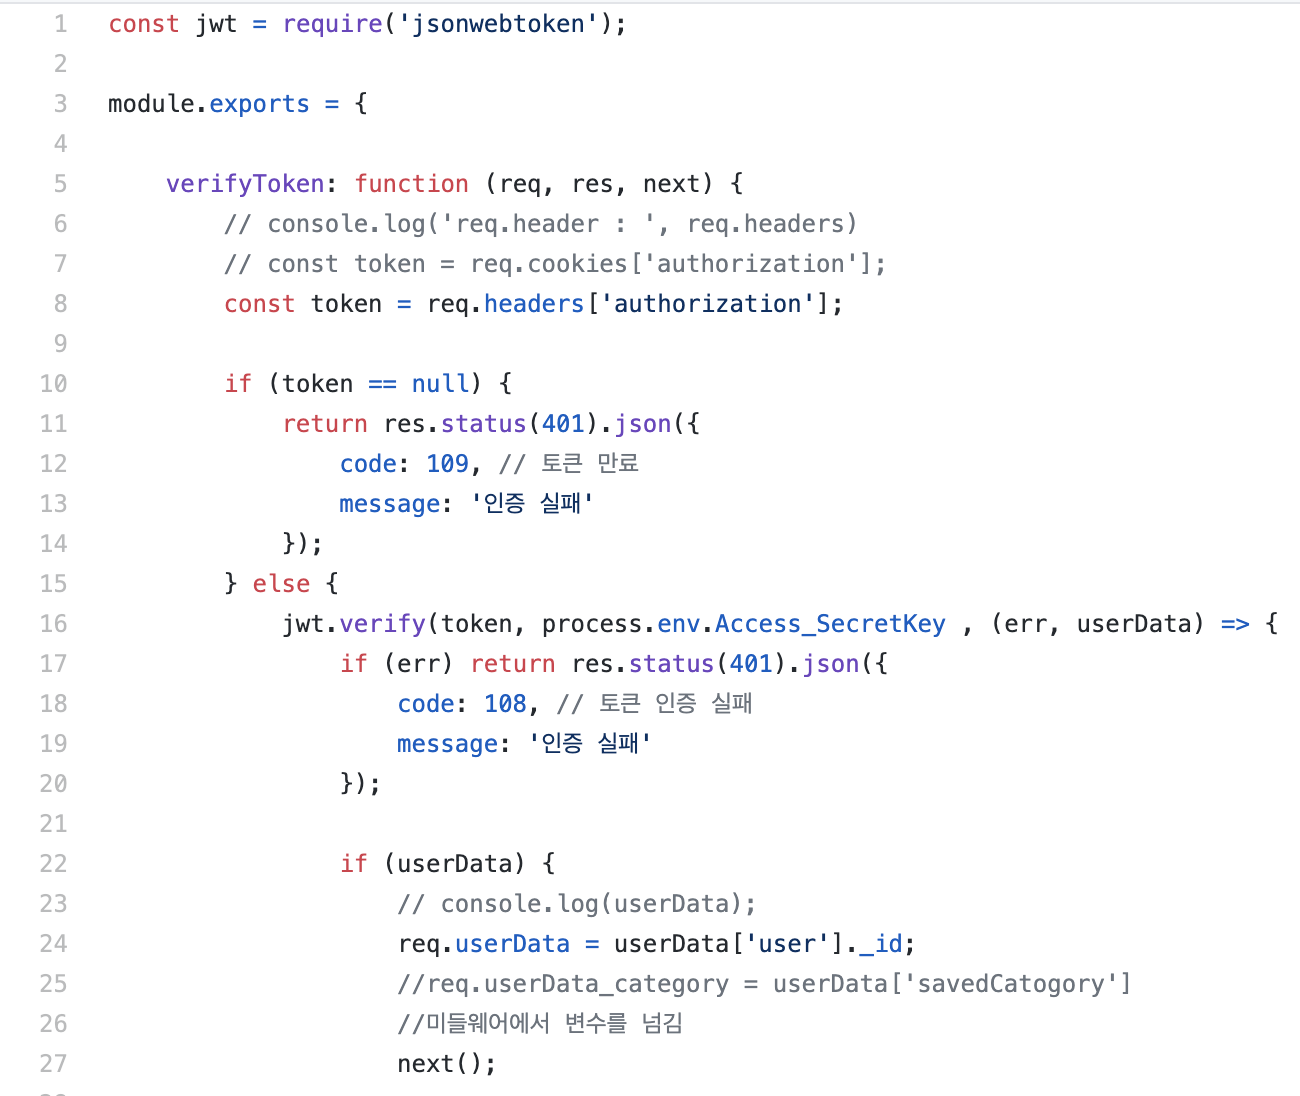 1 const jwt = require('jsonwebtoken');
2
3 module.exports = {
4
5     verifyToken: function (req, res, next) {
6         // console.log('req.header : ', req.headers)
7         // const token = req.cookies['authorization'];
8         const token = req.headers['authorization'];
9
10         if (token == null) {
11             return res.status(401).json({
12                 code: 109, // 토큰 만료
13                 message: '인증 실패'
14             });
15         } else {
16             jwt.verify(token, process.env.Access_SecretKey , (err, userData) => {
17                 if (err) return res.status(401).json({
18                     code: 108, // 토큰 인증 실패
19                     message: '인증 실패'
20                 });
21
22                 if (userData) {
23                     // console.log(userData);
24                     req.userData = userData['user']._id;
25                     //req.userData_category = userData['savedCatogory']
26                     //미들웨어에서 변수를 넘김
27                     next();